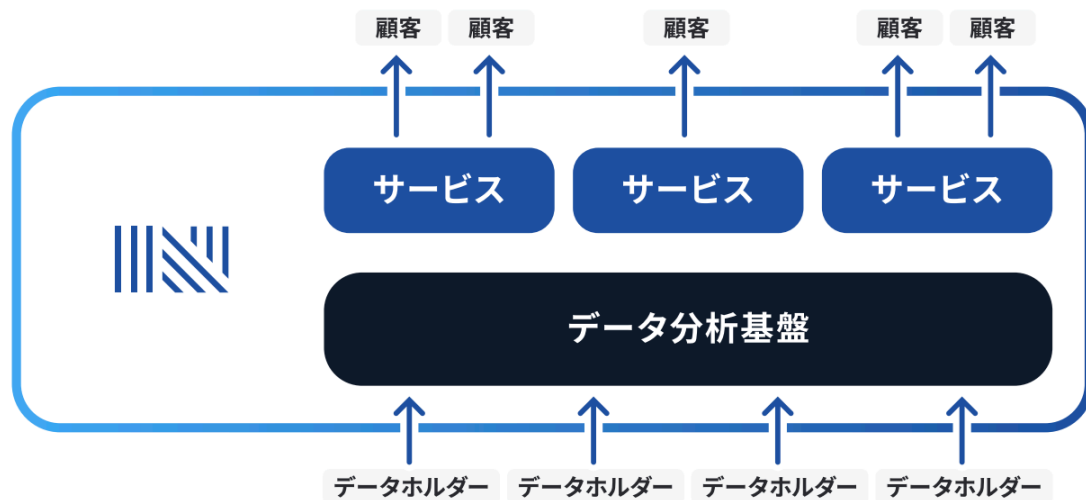 顧客 顧客 顧客 顧客 顧客
サービス サービス サービス
IN
データ分析基盤
データホルダー データホルダー データホルダー データホルダー